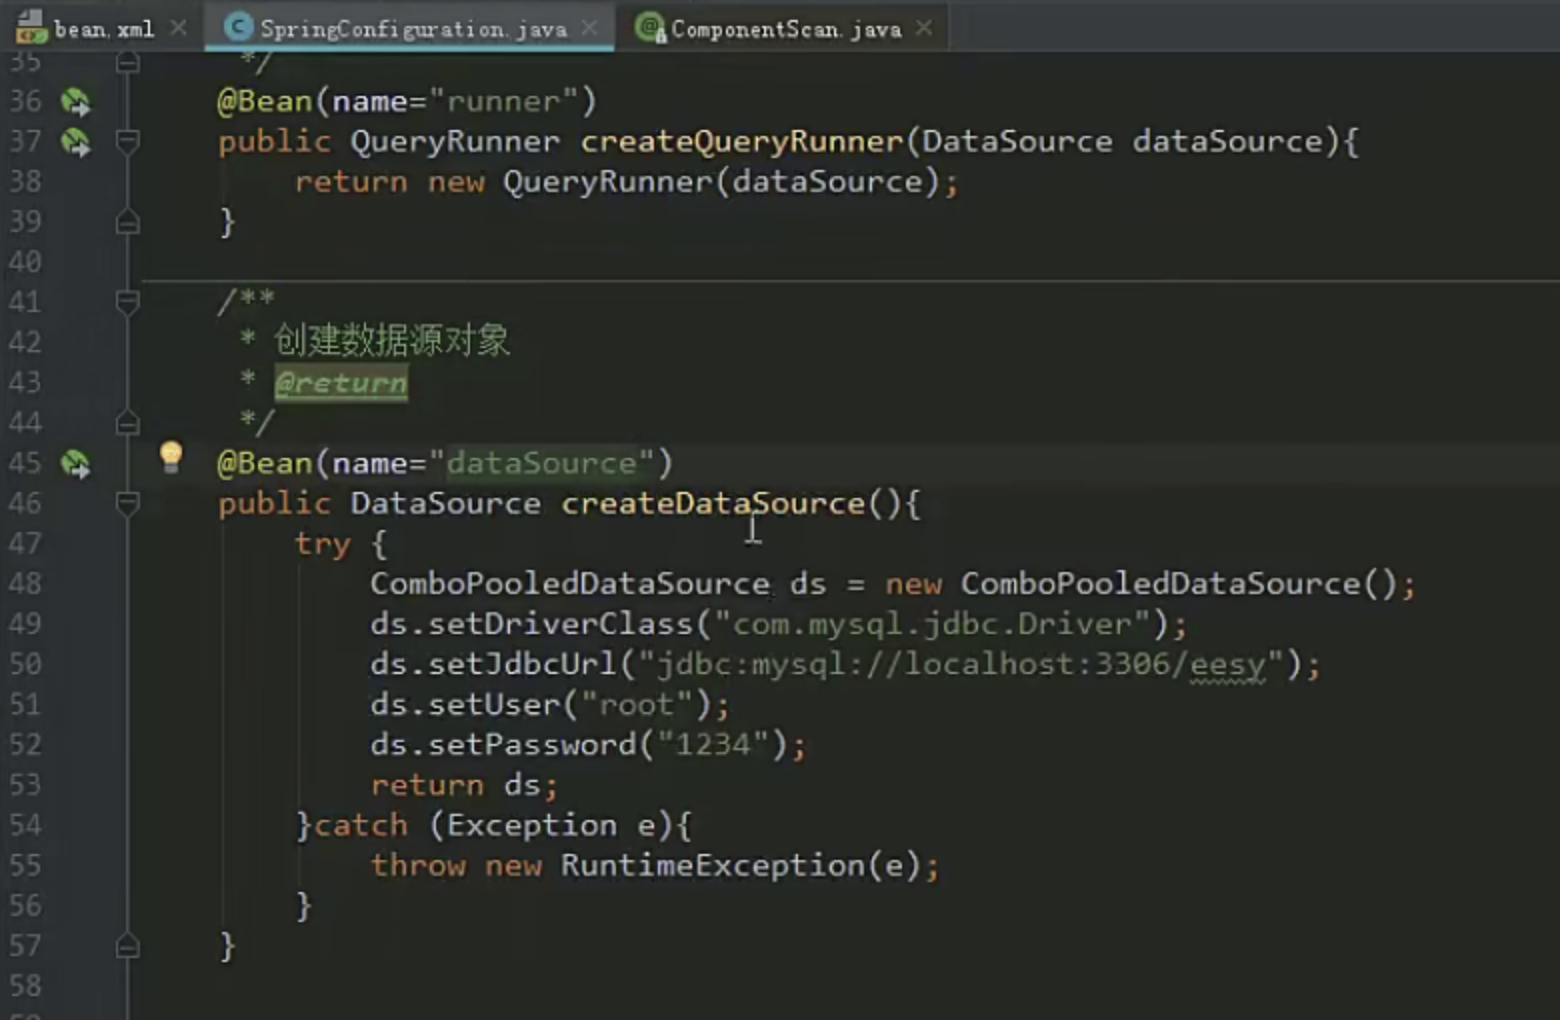 bean.xml SpringConfiguration.java ComponentScan.java
35 */
36 @Bean(name="runner")
37 public QueryRunner createQueryRunner(DataSource dataSource){
38 return new QueryRunner(dataSource);
39 }
40
41 /**
42 * 创建数据源对象
43 * @return
44 */
45 @Bean(name="dataSource")
46 public DataSource createDataSource(){
47 try {
48 ComboPooledDataSource ds = new ComboPooledDataSource();
49 ds.setDriverClass("com.mysql.jdbc.Driver");
50 ds.setJdbcUrl("jdbc:mysql://localhost:3306/eesy");
51 ds.setUser("root");
52 ds.setPassword("1234");
53 return ds;
54 }catch (Exception e){
55 throw new RuntimeException(e);
56 }
57 }
58